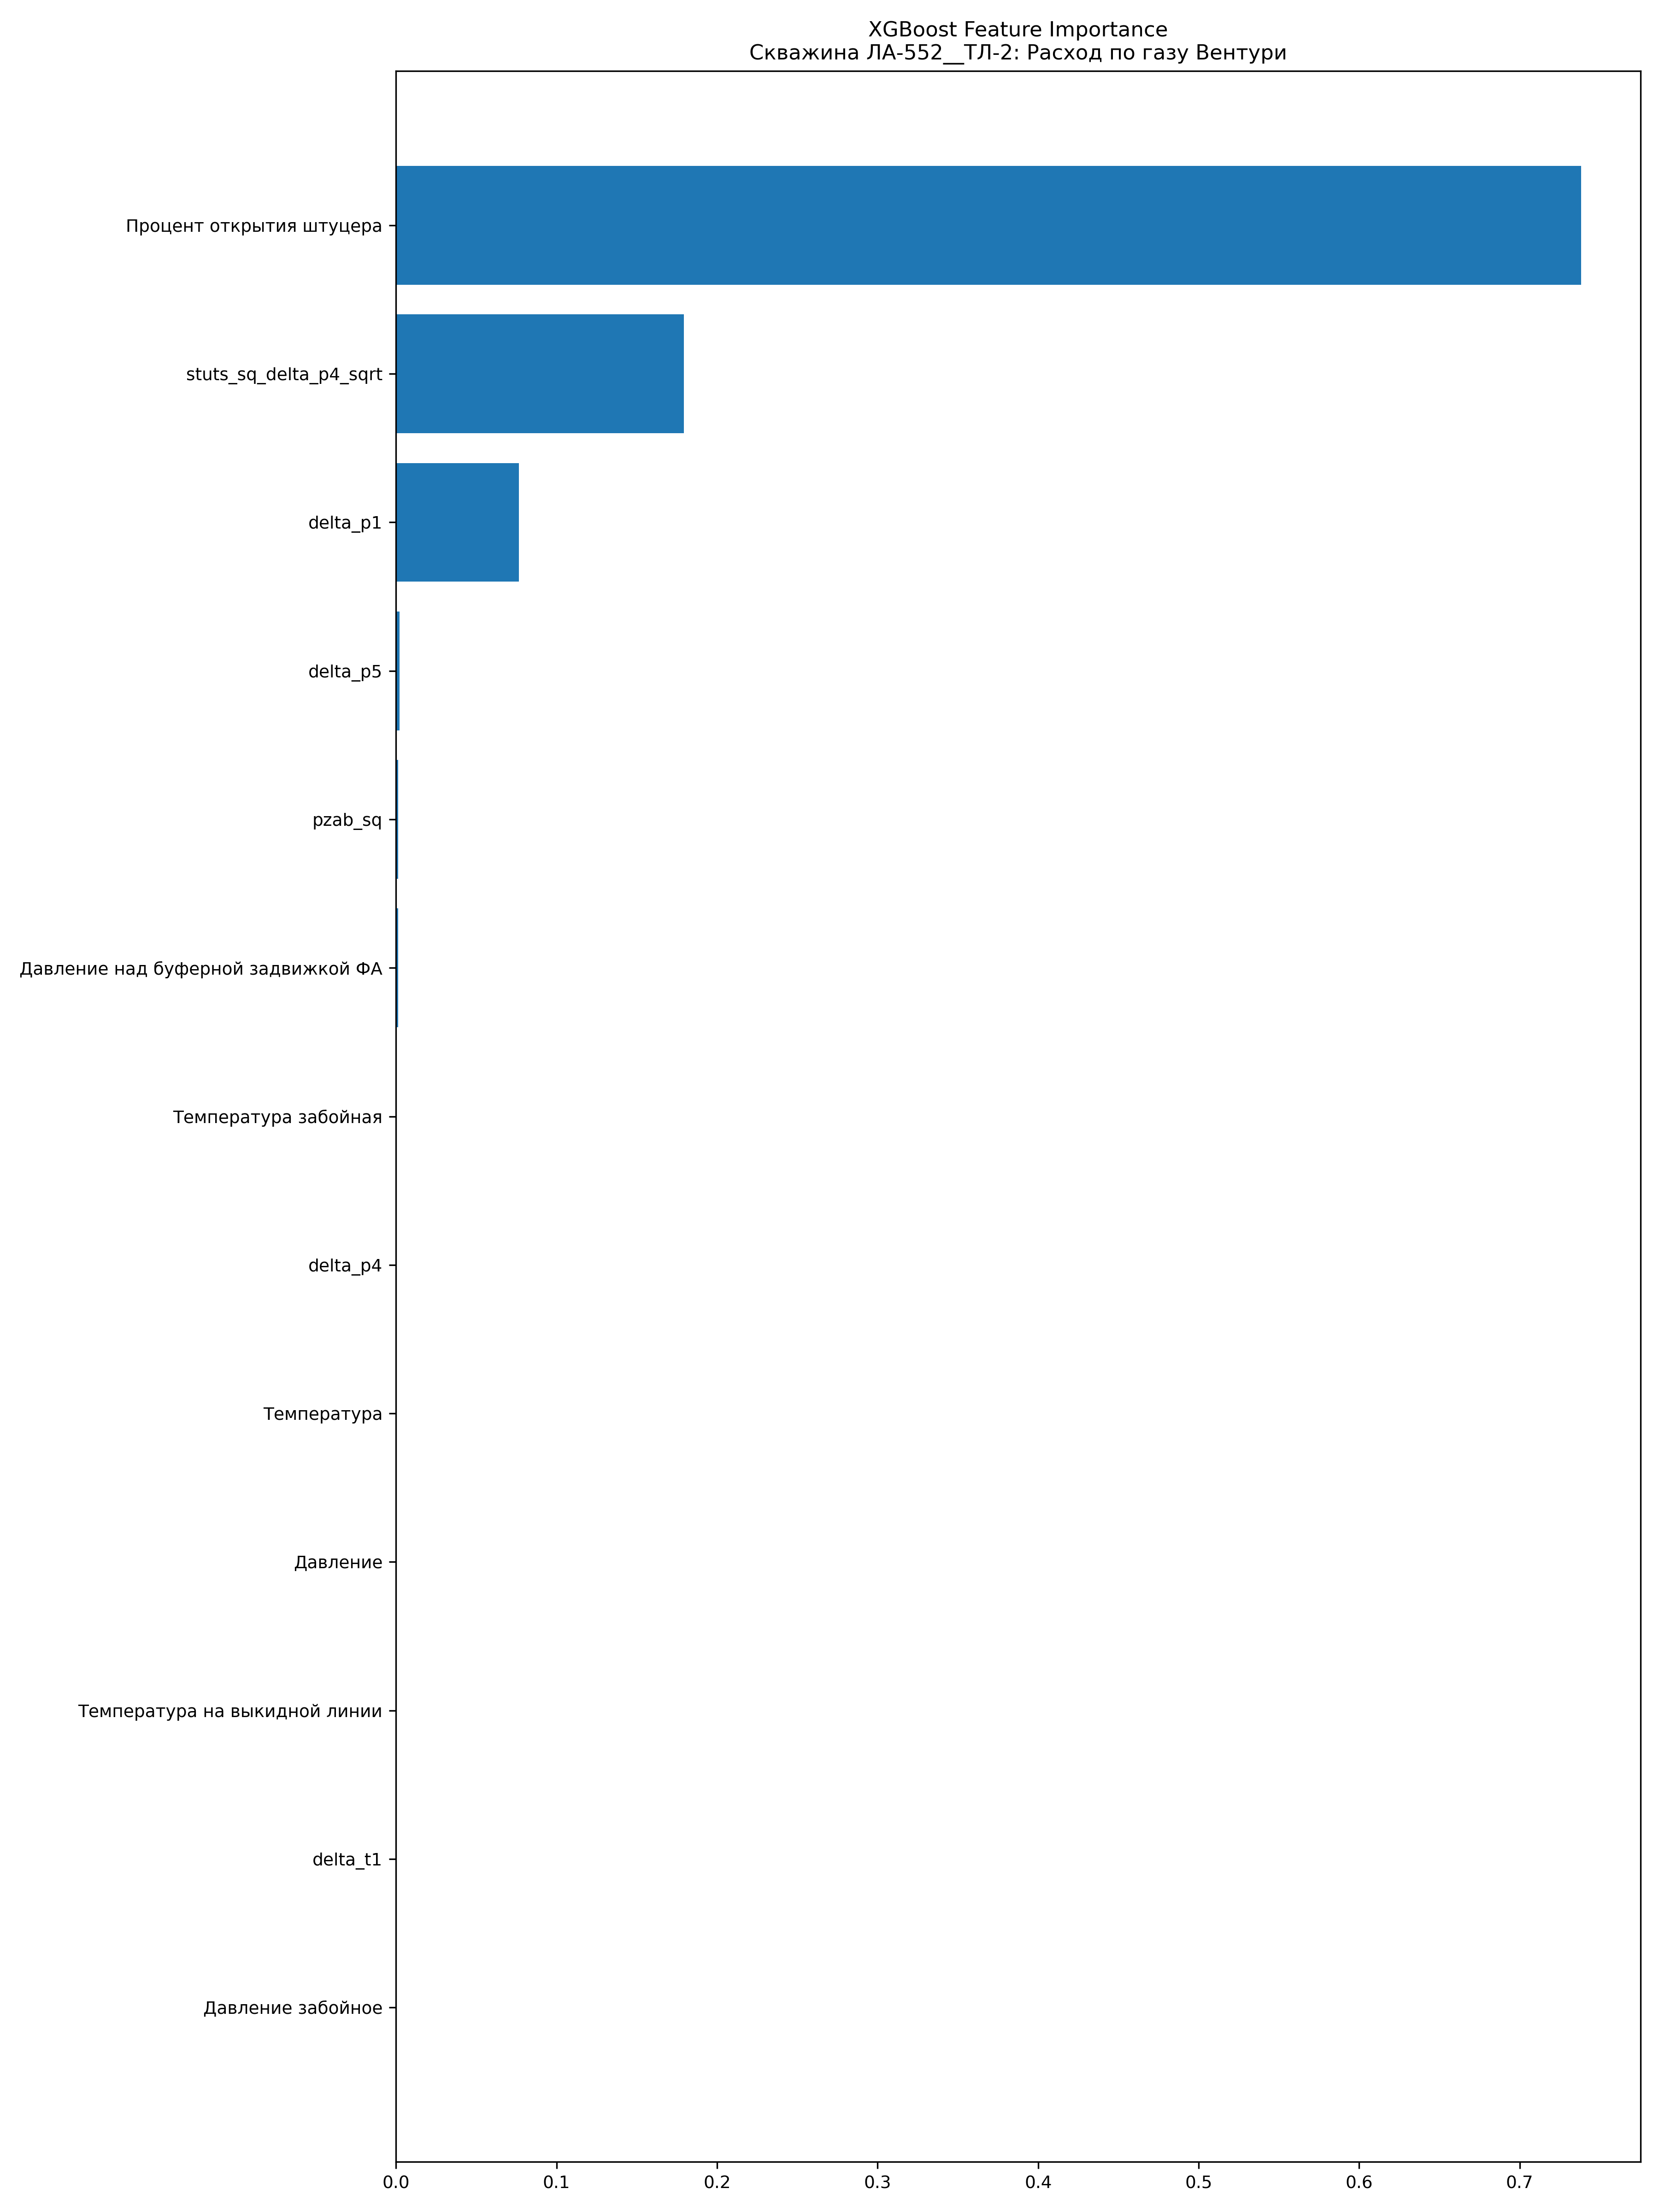 XGBoost Feature Importance
Скважина ЛА-552__ТЛ-2: Расход по газу Вентури
Процент открытия штуцера
stuts_sq_delta_p4_sqrt
delta_p1
delta_p5
pzab_sq
Давление над буферной задвижкой ФА
Температура забойная
delta_p4
Температура
Давление
Температура на выкидной линии
delta_t1
Давление забойное
0.0 0.1 0.2 0.3 0.4 0.5 0.6 0.7